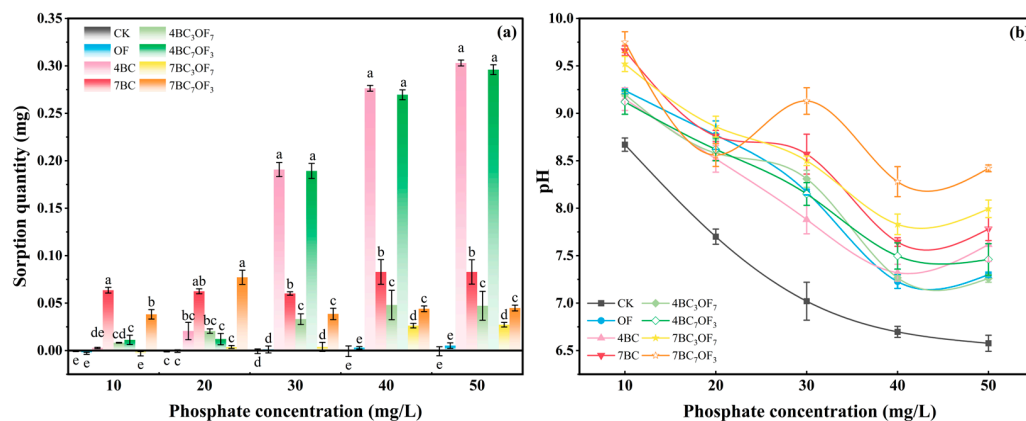 (a)
CK
OF
4BC
7BC
4BC₃OF₇
4BC₇OF₃
7BC₃OF₇
7BC₇OF₃
Sorption quantity (mg)
0.35
0.30
0.25
0.20
0.15
0.10
0.05
0.00
e e de a cd c e b
c c bc ab bc c c a
d d a b c a d c
e e a b c a d c
e e a b c a d c
10 20 30 40 50
Phosphate concentration (mg/L)
(b)
pH
10.0
9.5
9.0
8.5
8.0
7.5
7.0
6.5
CK
OF
4BC
7BC
4BC₃OF₇
4BC₇OF₃
7BC₃OF₇
7BC₇OF₃
10 20 30 40 50
Phosphate concentration (mg/L)